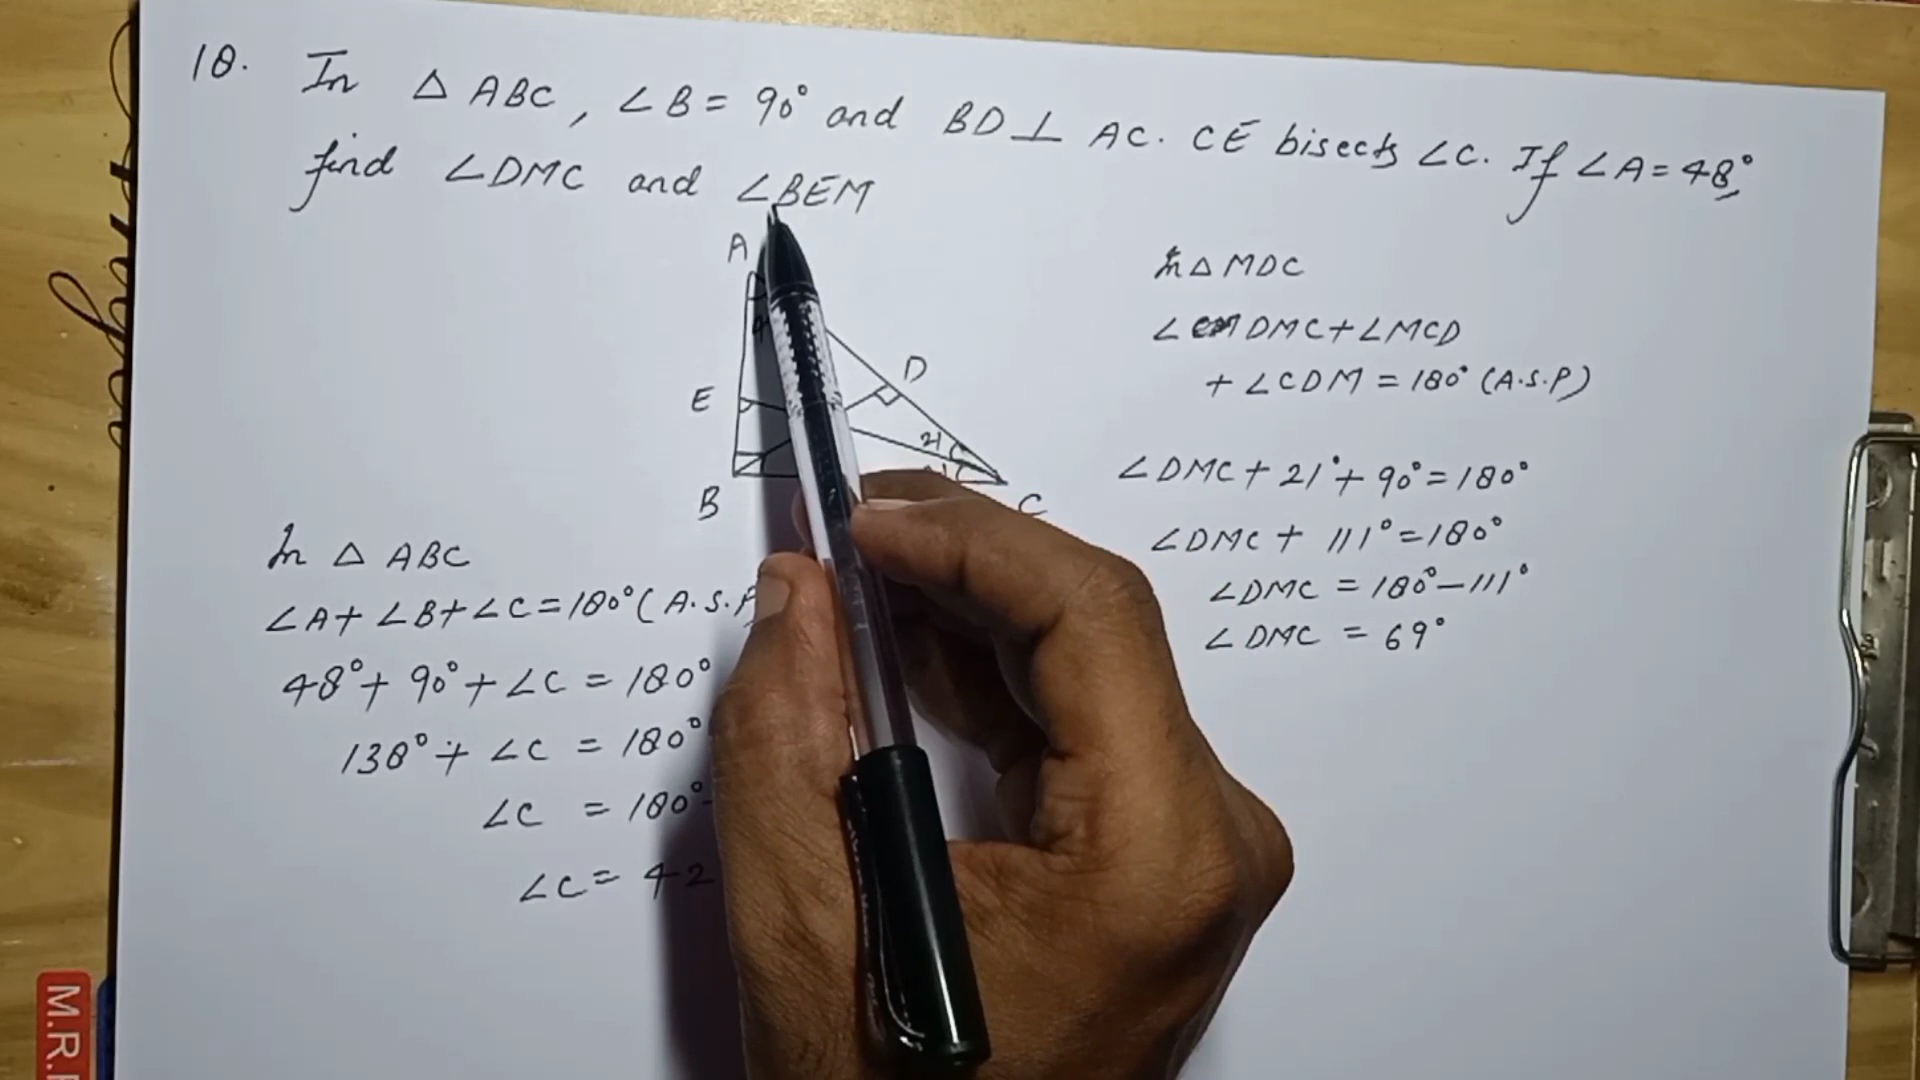 18. In △ ABC, ∠B = 90° and BD ⊥ AC. CE bisects ∠C. If ∠A = 48°,
find ∠DMC and ∠BEM
A
D
E
21
B
C
In △ ABC
∠A + ∠B + ∠C = 180° (A.S.P
48° + 90° + ∠C = 180°
138° + ∠C = 180°
∠C = 180° -
∠C = 42
In △ MDC
∠ DMC + ∠MCD
+ ∠CDM = 180° (A.S.P)
∠DMC + 21° + 90° = 180°
∠DMC + 111° = 180°
∠DMC = 180° - 111°
∠DMC = 69°